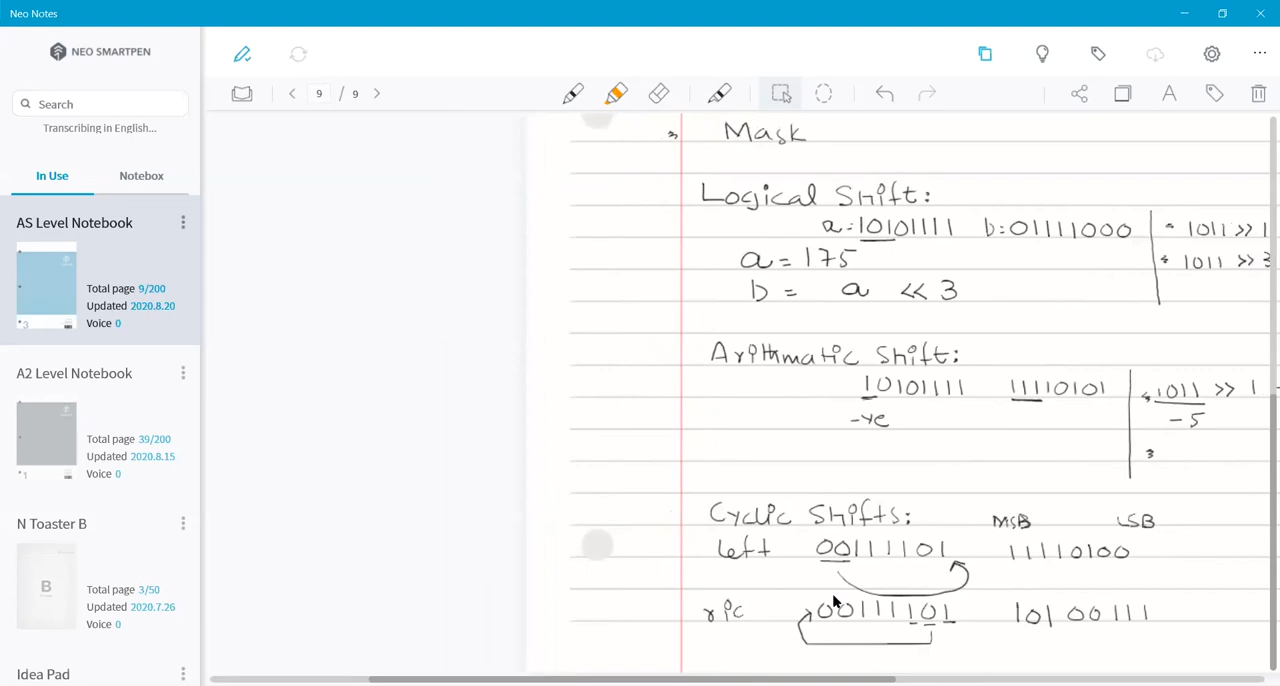 Neo Notes
NEO SMARTPEN
Search
Transcribing in English...
In Use Notebox
AS Level Notebook
Total page 9/200
Updated 2020.8.20
Voice 0
A2 Level Notebook
Total page 39/200
Updated 2020.8.15
Voice 0
N Toaster B
B
Total page 3/50
Updated 2020.7.26
Voice 0
Idea Pad
9 / 9
Mask
Logical Shift:
a=10101111 b:01111000 1011 >> 1
a = 175 1011 >> 3
b = a << 3
Arithmatic Shift:
10101111 11110101 1011 >> 1
-ve -5
Cyclic Shifts: MSB LSB
left 00111101 11110100
00111101 10100111